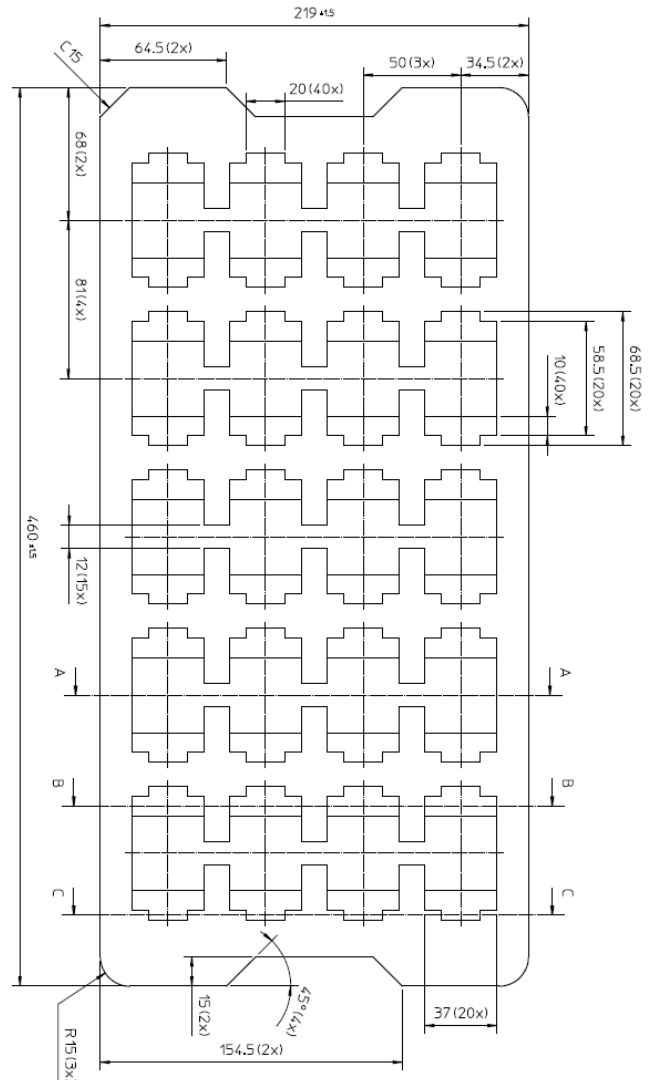 219 ±1.5
64.5(2x)
50(3x)
34.5(2x)
C15
20(40x)
68(2x)
81(4x)
10(40x)
58.5(20x)
68.5(20x)
460±1.5
12(15x)
A
A
B
B
C
C
45°(4x)
15(2x)
37(20x)
R15(3x)
154.5(2x)